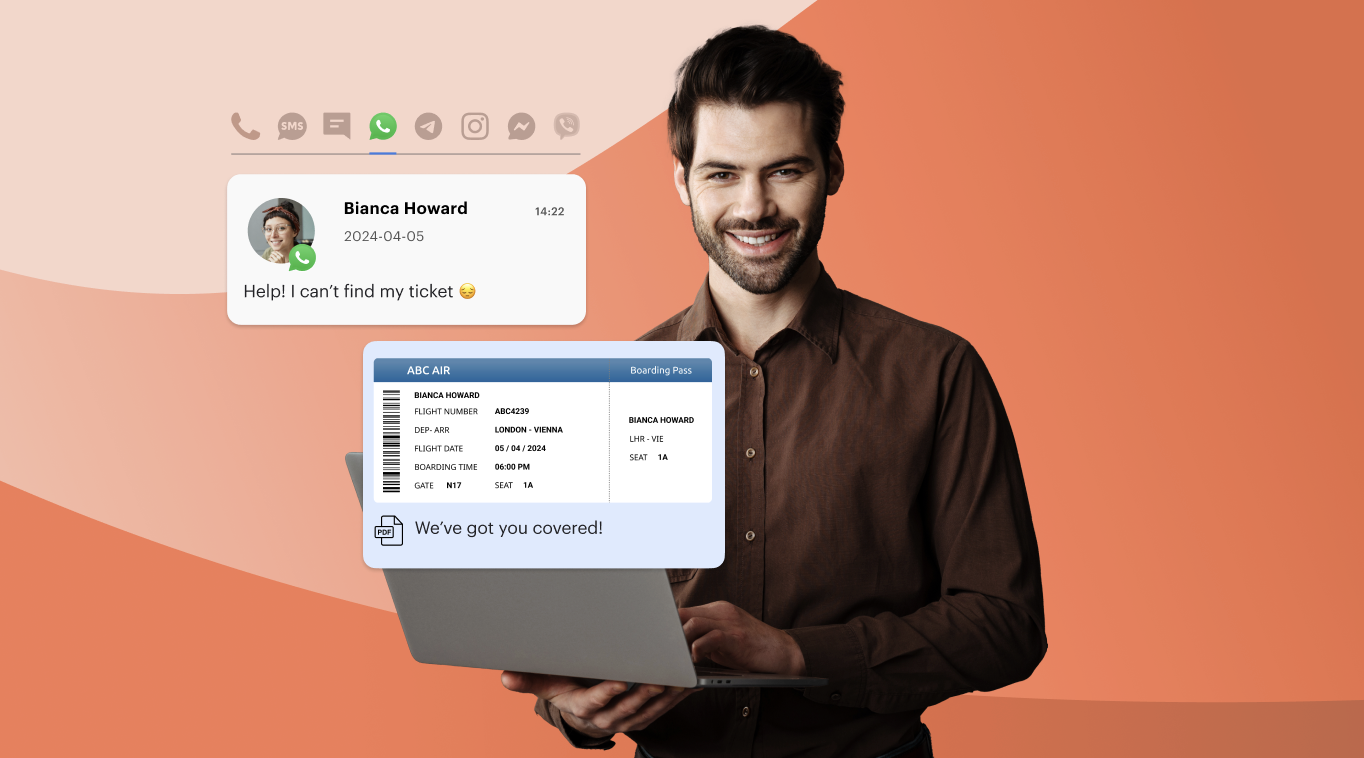 SMS
Bianca Howard 14:22
2024-04-05
Help! I can’t find my ticket 😔
ABC AIR Boarding Pass
BIANCA HOWARD
FLIGHT NUMBER ABC4239
DEP- ARR LONDON - VIENNA
FLIGHT DATE 05 / 04 / 2024
BOARDING TIME 06:00 PM
GATE N17 SEAT 1A
BIANCA HOWARD
LHR - VIE
SEAT 1A
PDF We’ve got you covered!